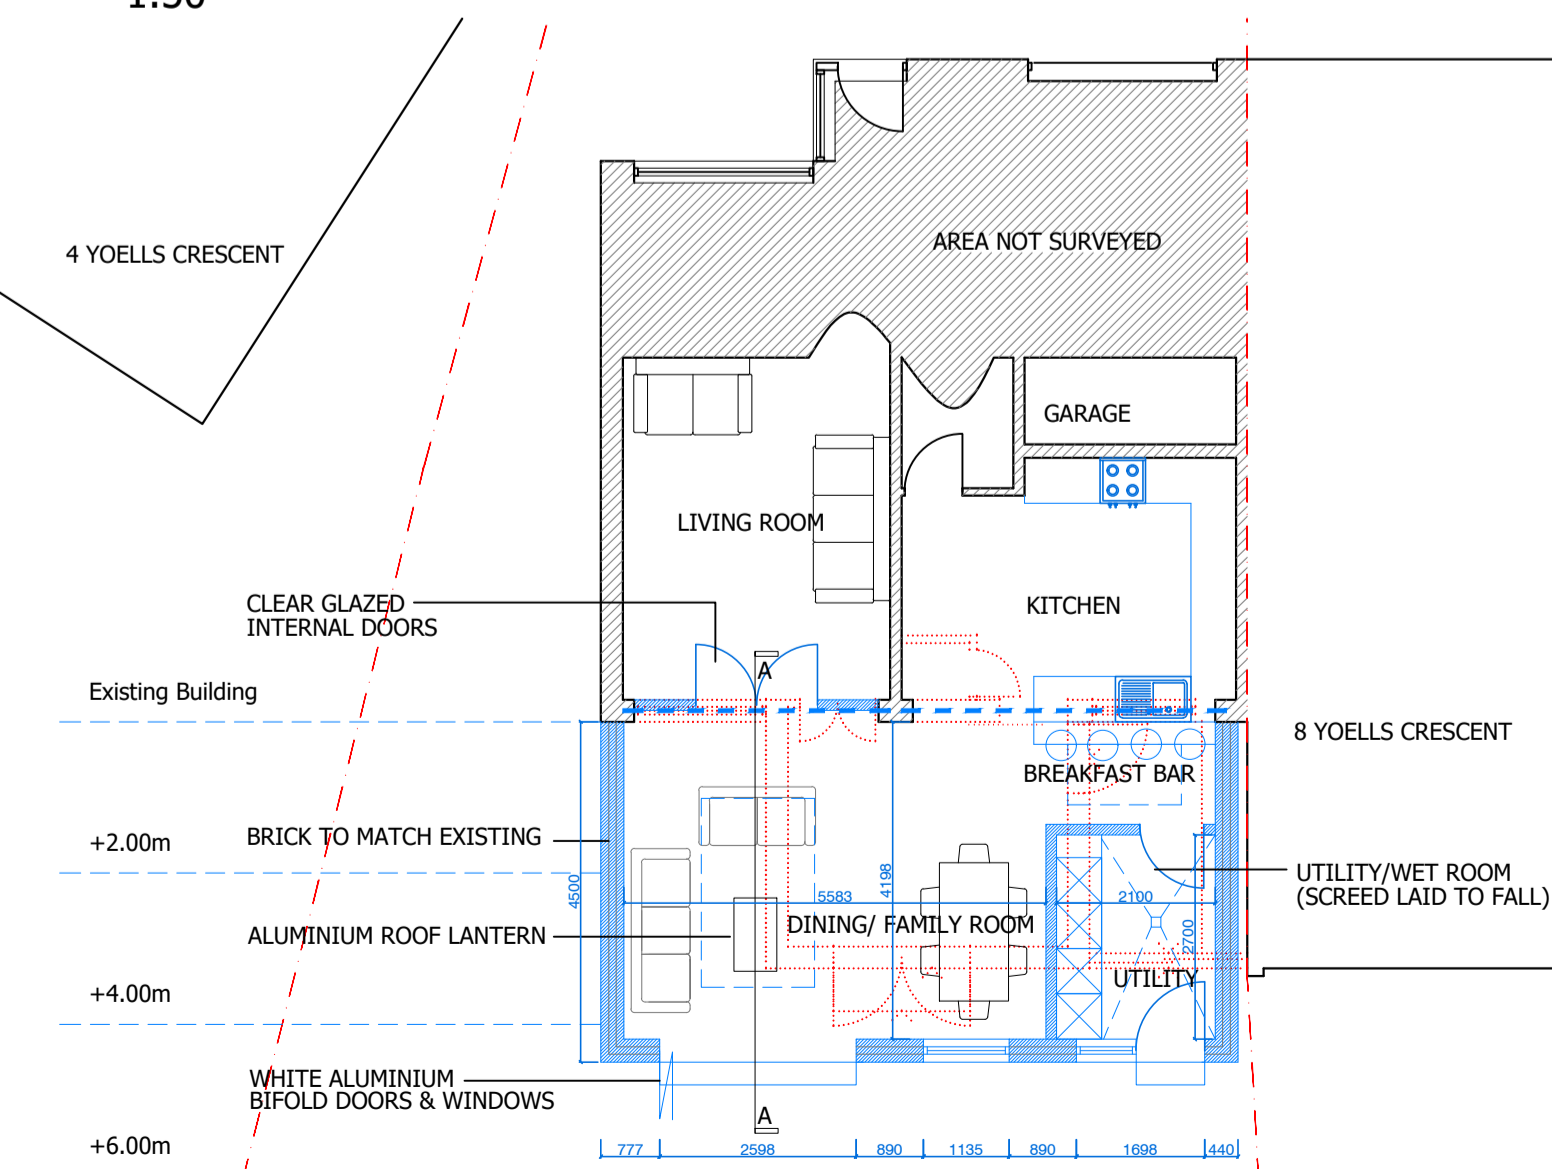 1:50
4 YOELLS CRESCENT
AREA NOT SURVEYED
GARAGE
LIVING ROOM
KITCHEN
CLEAR GLAZED
INTERNAL DOORS
A
Existing Building
8 YOELLS CRESCENT
BREAKFAST BAR
+2.00m
BRICK TO MATCH EXISTING
UTILITY/WET ROOM
(SCREED LAID TO FALL)
4500
5583
4198
2100
2700
DINING/ FAMILY ROOM
ALUMINIUM ROOF LANTERN
UTILITY
+4.00m
WHITE ALUMINIUM
BIFOLD DOORS & WINDOWS
A
+6.00m
777
2598
890
1135
890
1698
440